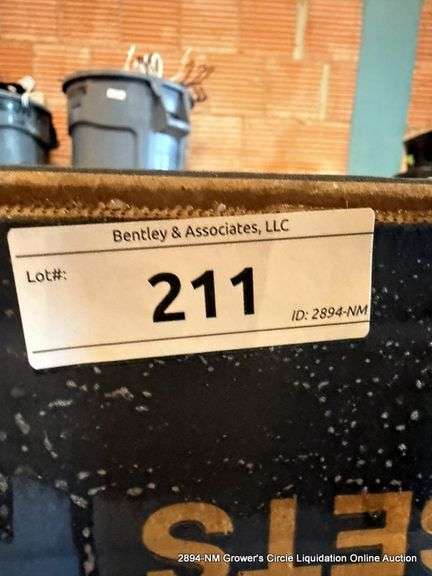 Bentley & Associates, LLC
Lot#:
211
ID: 2894-NM
2894-NM Grower's Circle Liquidation Online Auction